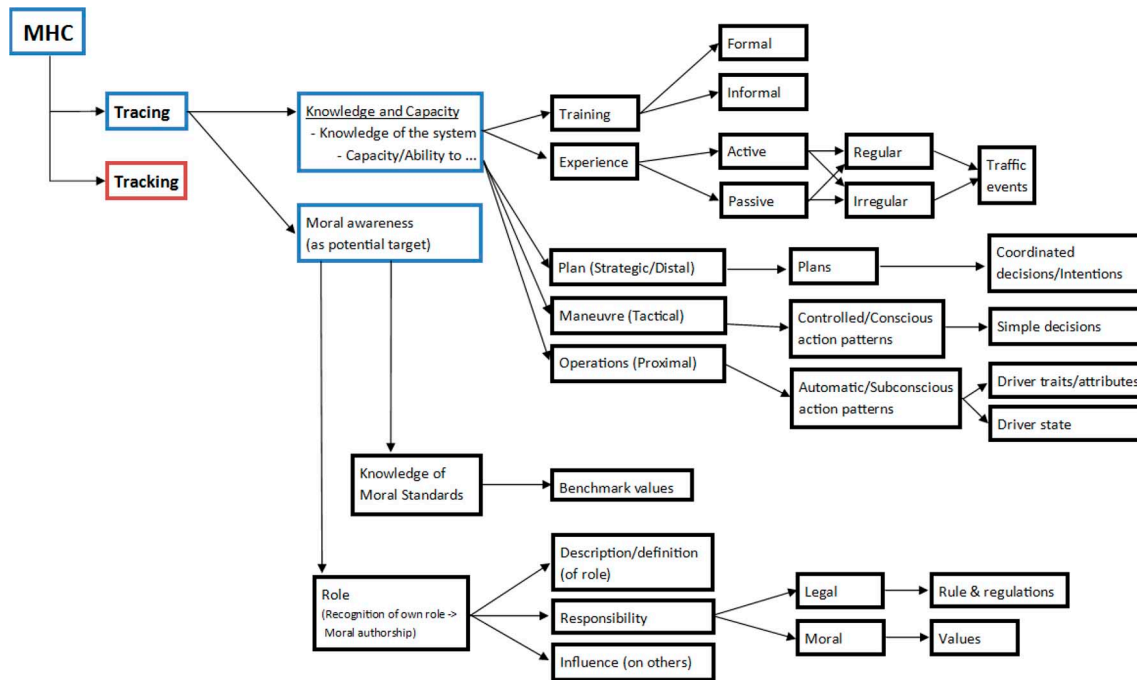 MHC
Tracing
Tracking
Knowledge and Capacity
- Knowledge of the system
- Capacity/Ability to ...
Moral awareness
(as potential target)
Training
Experience
Formal
Informal
Active
Passive
Regular
Irregular
Traffic
events
Plan (Strategic/Distal)
Plans
Coordinated
decisions/Intentions
Maneuvre (Tactical)
Controlled/Conscious
action patterns
Simple decisions
Operations (Proximal)
Automatic/Subconscious
action patterns
Driver traits/attributes
Driver state
Knowledge of
Moral Standards
Benchmark values
Role
(Recognition of own role ->
Moral authorship)
Description/definition
(of role)
Responsibility
Influence (on others)
Legal
Rule & regulations
Moral
Values